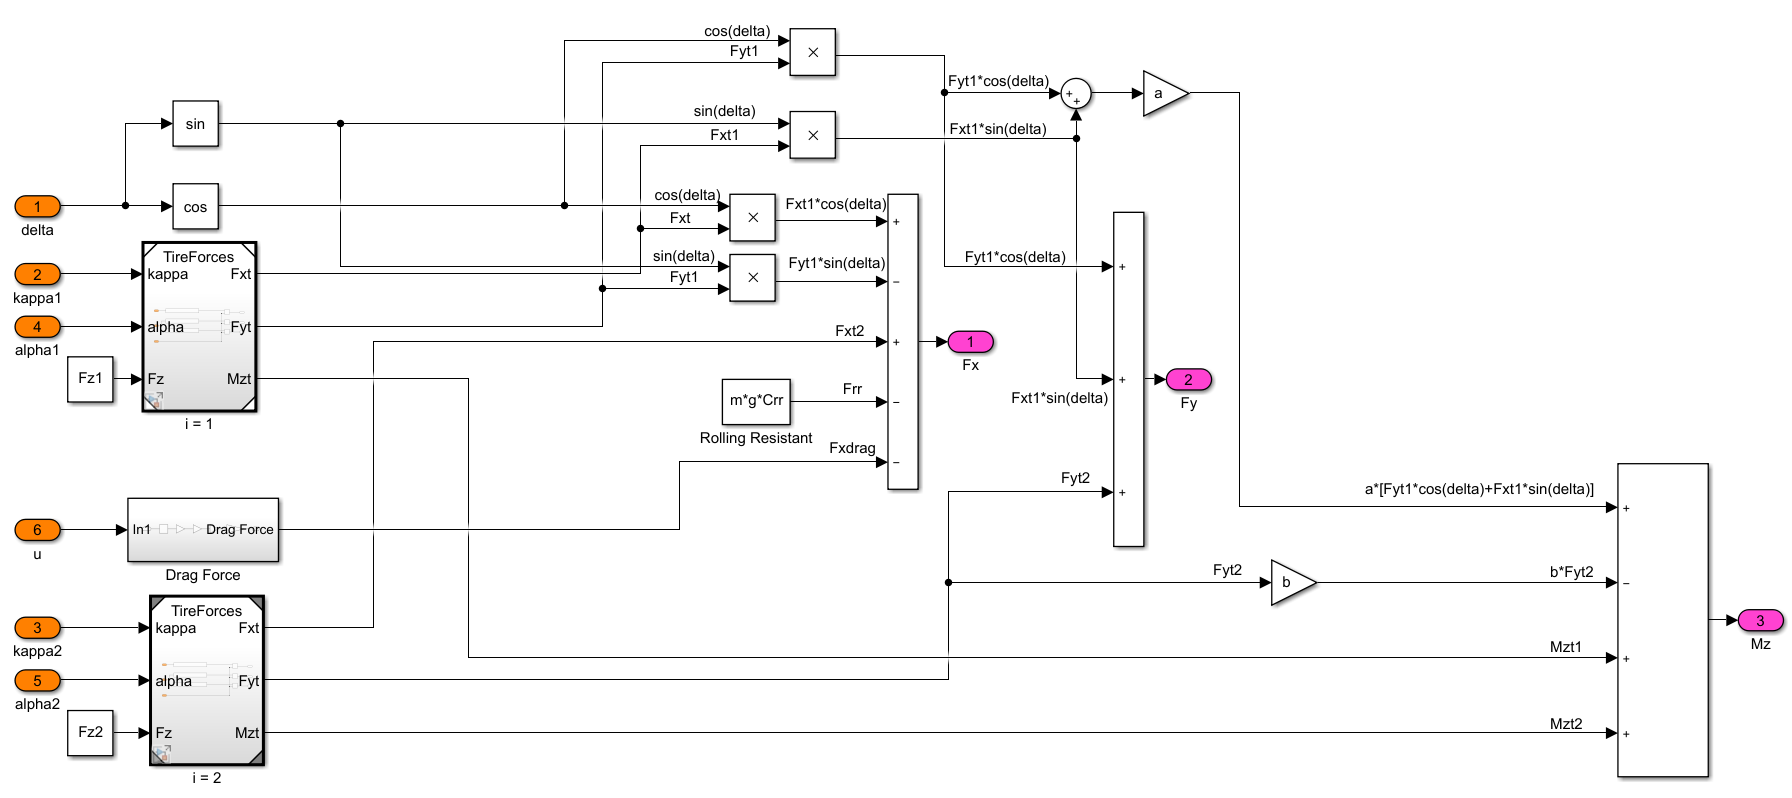 cos(delta)
Fyt1
×
Fyt1*cos(delta)
++
a
sin
sin(delta)
Fxt1
×
Fxt1*sin(delta)
1
delta
cos
cos(delta)
Fxt
×
Fxt1*cos(delta)
+
sin(delta)
Fyt1
×
Fyt1*sin(delta)
−
Fyt1*cos(delta)
+
TireForces
2
kappa1
kappa
Fxt
4
alpha1
alpha
Fyt
Fz1
Fz
Mzt
i = 1
Fxt2
+
1
Fx
m*g*Crr
Rolling Resistant
Frr
−
Fxdrag
−
+
Fxt1*sin(delta)
2
Fy
Fyt2
+
a*[Fyt1*cos(delta)+Fxt1*sin(delta)]
+
6
u
In1
Drag Force
Drag Force
Fyt2
b
b*Fyt2
−
TireForces
3
kappa2
kappa
Fxt
5
alpha2
alpha
Fyt
Fz2
Fz
Mzt
i = 2
Mzt1
+
3
Mz
Mzt2
+